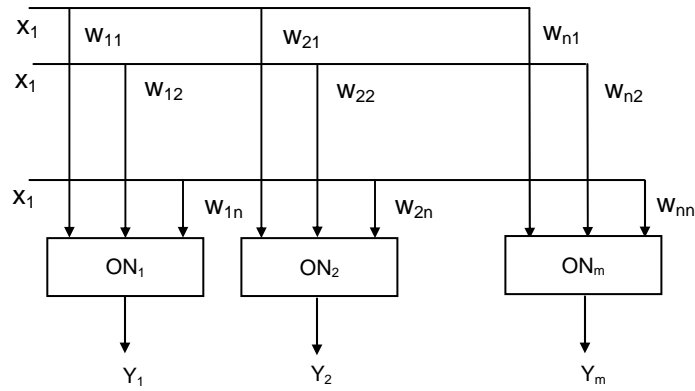 x1 w11 w21 wn1
x1 w12 w22 wn2
x1 w1n w2n wnn
ON1 ON2 ONm
Y1 Y2 Ym